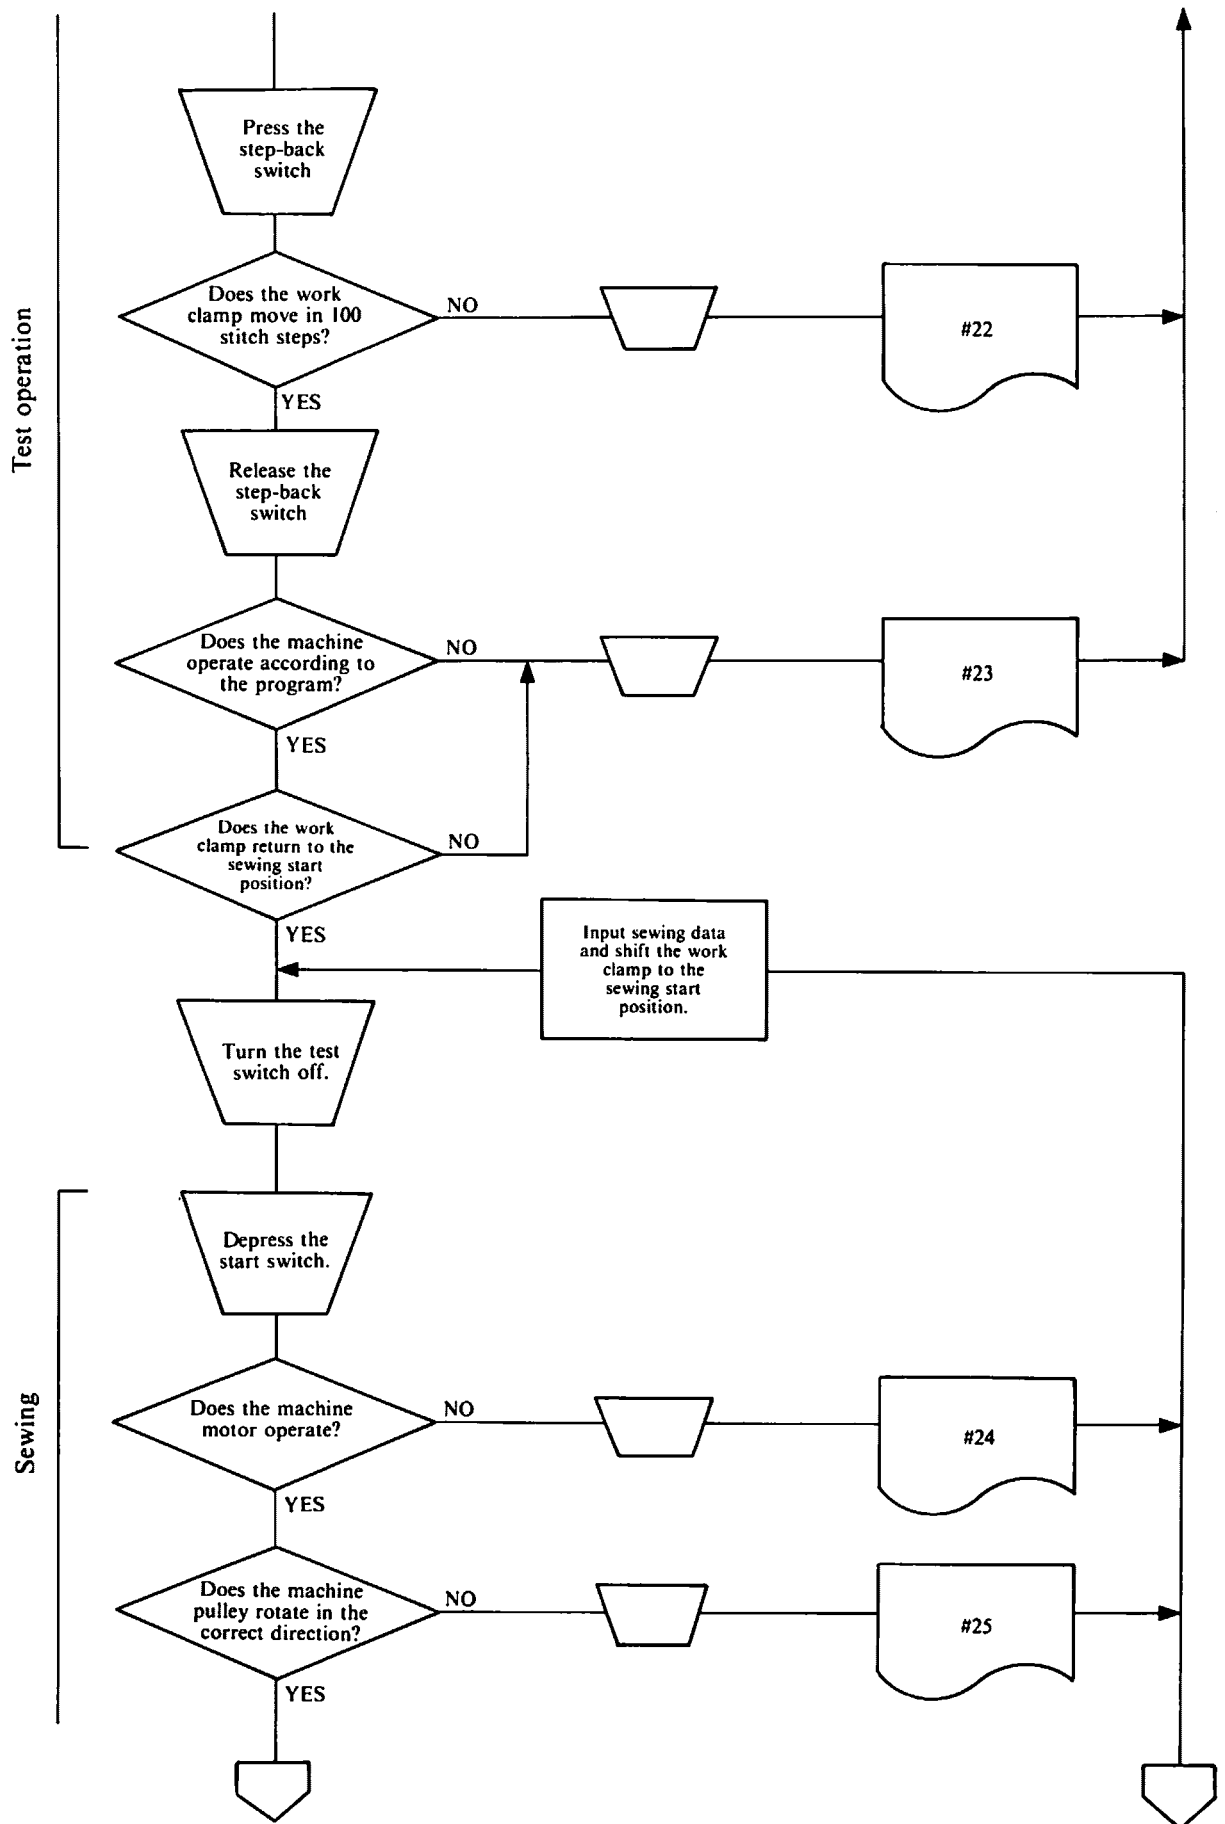 Test operation
Press the
step-back
switch
Does the work
clamp move in 100
stitch steps?
NO
#22
YES
Release the
step-back
switch
Does the machine
operate according to
the program?
NO
#23
YES
Does the work
clamp return to the
sewing start
position?
NO
YES
Input sewing data
and shift the work
clamp to the
sewing start
position.
Turn the test
switch off.
Sewing
Depress the
start switch.
Does the machine
motor operate?
NO
#24
YES
Does the machine
pulley rotate in the
correct direction?
NO
#25
YES